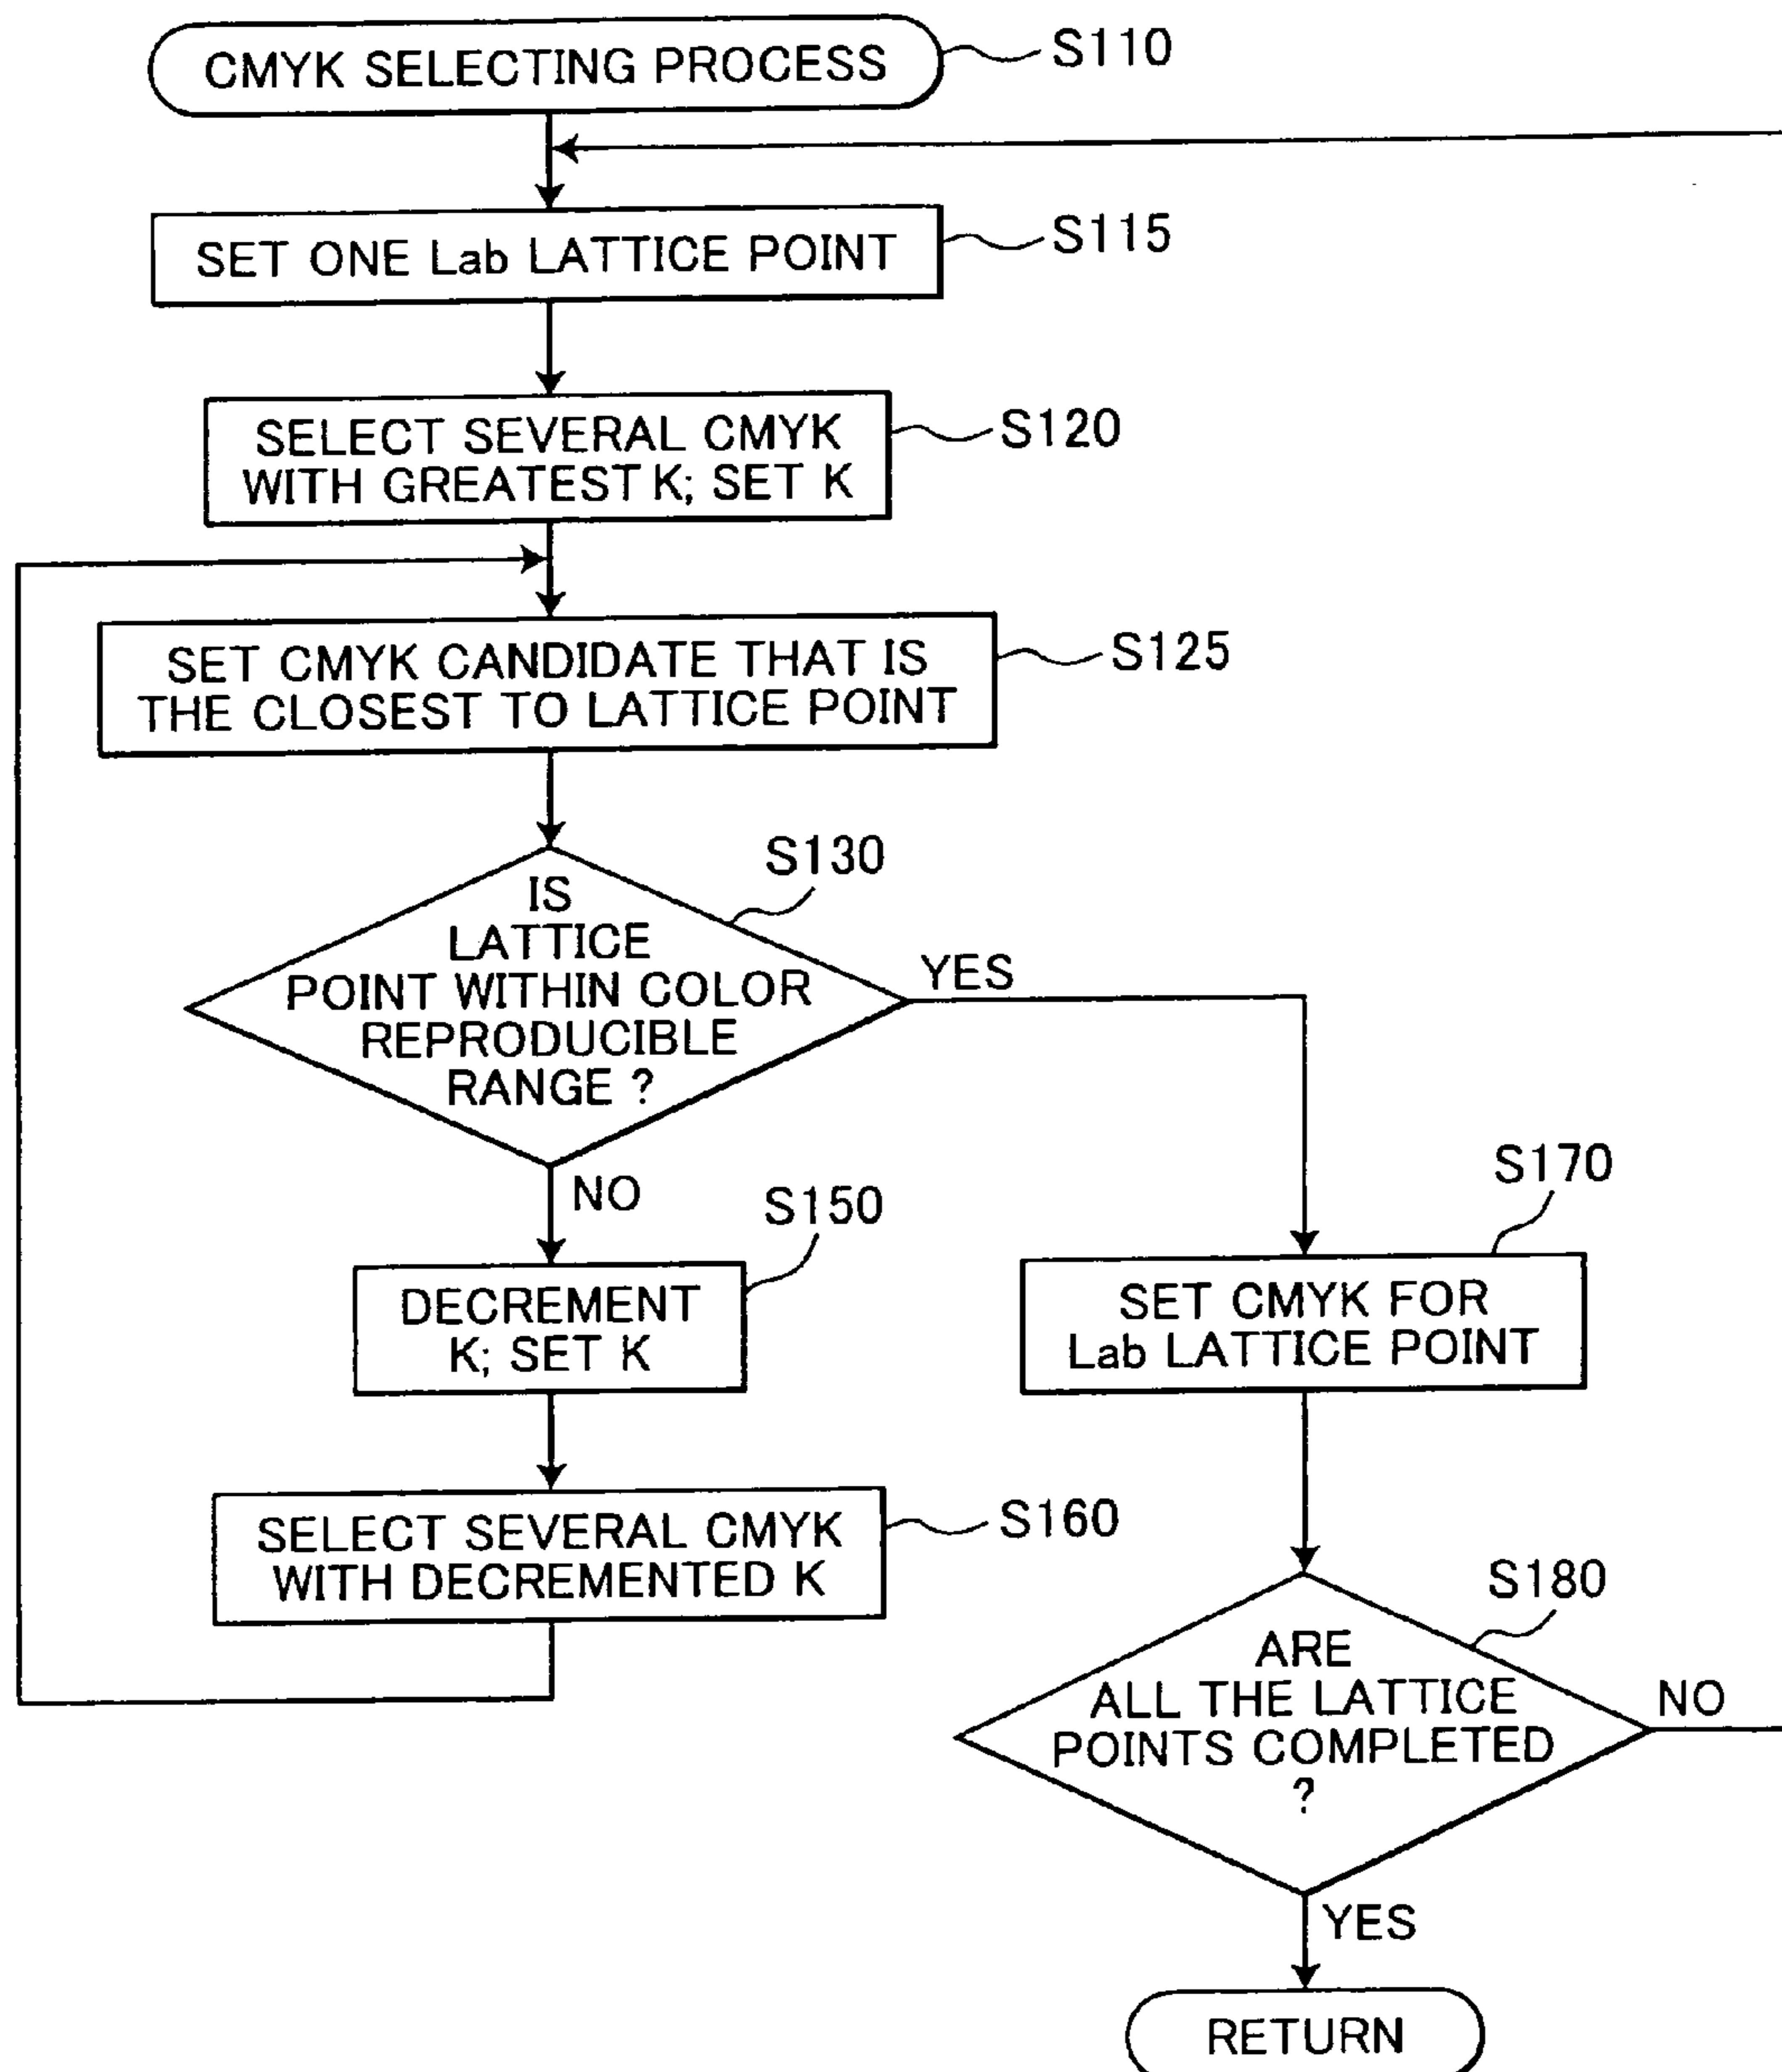 CMYK SELECTING PROCESS
S110
SET ONE Lab LATTICE POINT
S115
SELECT SEVERAL CMYK
WITH GREATEST K; SET K
S120
SET CMYK CANDIDATE THAT IS
THE CLOSEST TO LATTICE POINT
S125
S130
IS
LATTICE
POINT WITHIN COLOR
REPRODUCIBLE
RANGE ?
YES
NO
S150
DECREMENT
K; SET K
S170
SET CMYK FOR
Lab LATTICE POINT
SELECT SEVERAL CMYK
WITH DECREMENTED K
S160
S180
ARE
ALL THE LATTICE
POINTS COMPLETED
?
NO
YES
RETURN